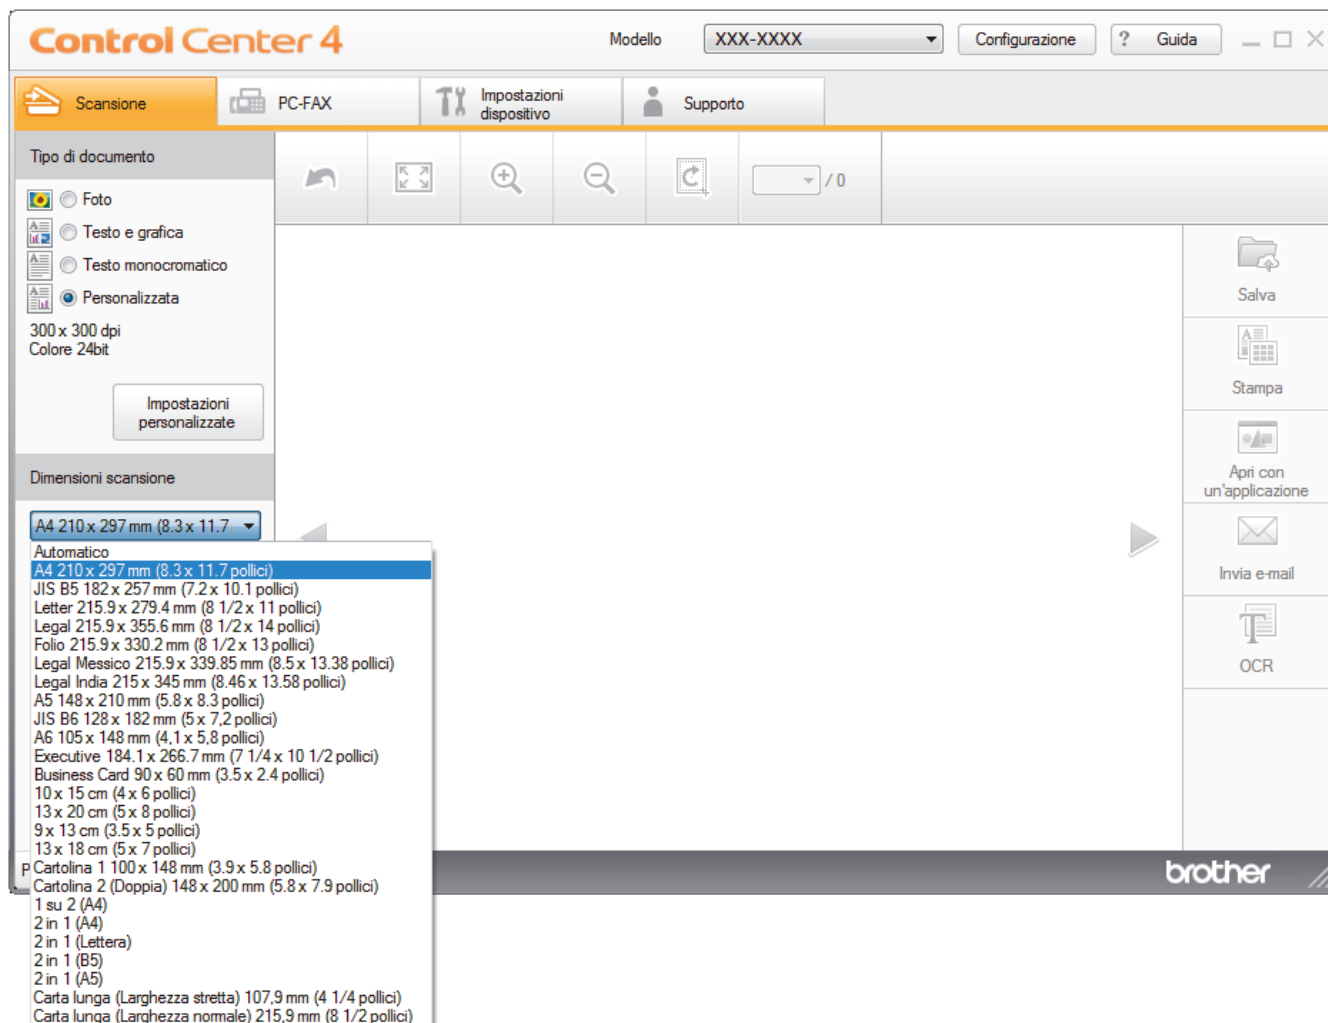 Control Center 4
Modello
XXX-XXXX
Configurazione
? Guida
Scansione
PC-FAX
Impostazioni
dispositivo
Supporto
Tipo di documento
/ 0
Foto
Testo e grafica
Testo monocromatico
Personalizzata
300 x 300 dpi
Colore 24bit
Impostazioni
personalizzate
Dimensioni scansione
A4 210 x 297 mm (8.3 x 11.7
Automatico
A4 210 x 297 mm (8.3 x 11.7 pollici)
JIS B5 182 x 257 mm (7.2 x 10.1 pollici)
Letter 215.9 x 279.4 mm (8 1/2 x 11 pollici)
Legal 215.9 x 355.6 mm (8 1/2 x 14 pollici)
Folio 215.9 x 330.2 mm (8 1/2 x 13 pollici)
Legal Messico 215.9 x 339.85 mm (8.5 x 13.38 pollici)
Legal India 215 x 345 mm (8.46 x 13.58 pollici)
A5 148 x 210 mm (5.8 x 8.3 pollici)
JIS B6 128 x 182 mm (5 x 7,2 pollici)
A6 105 x 148 mm (4,1 x 5,8 pollici)
Executive 184.1 x 266.7 mm (7 1/4 x 10 1/2 pollici)
Business Card 90 x 60 mm (3.5 x 2.4 pollici)
10 x 15 cm (4 x 6 pollici)
13 x 20 cm (5 x 8 pollici)
9 x 13 cm (3.5 x 5 pollici)
13 x 18 cm (5 x 7 pollici)
Cartolina 1 100 x 148 mm (3.9 x 5.8 pollici)
Cartolina 2 (Doppia) 148 x 200 mm (5.8 x 7.9 pollici)
1 su 2 (A4)
2 in 1 (A4)
2 in 1 (Lettera)
2 in 1 (B5)
2 in 1 (A5)
Carta lunga (Larghezza stretta) 107,9 mm (4 1/4 pollici)
Carta lunga (Larghezza normale) 215,9 mm (8 1/2 pollici)
Salva
Stampa
Apri con
un'applicazione
Invia e-mail
OCR
brother